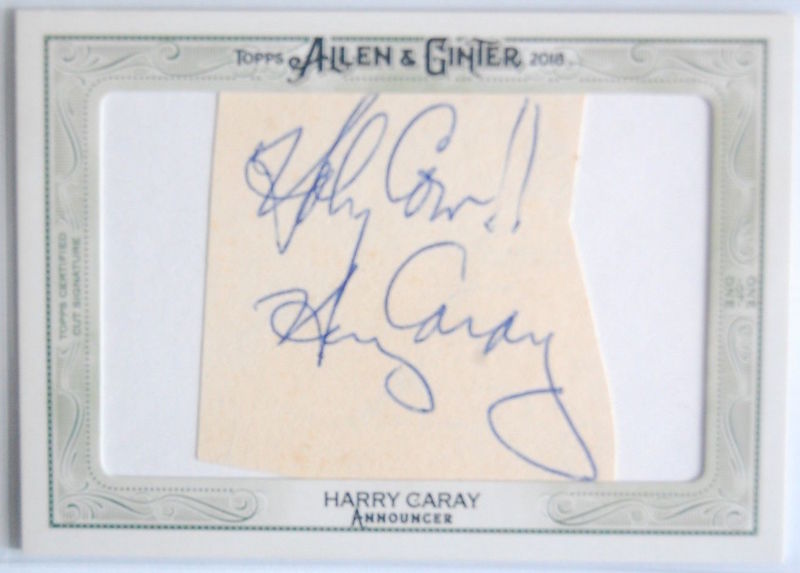 TOPPS ALLEN & GINTER 2018
Holy Cow!!
Harry Caray
TOPPS CERTIFIED
CUT SIGNATURE
ONE
OF
ONE
HARRY CARAY
ANNOUNCER